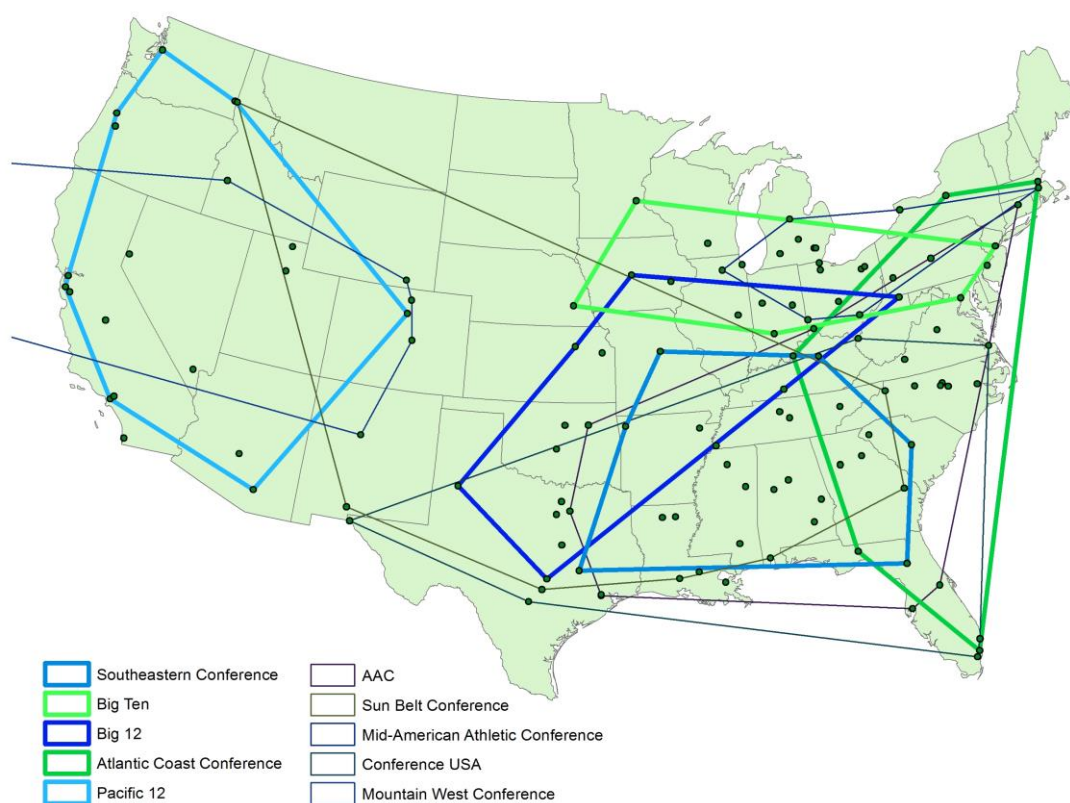 Southeastern Conference
Big Ten
Big 12
Atlantic Coast Conference
Pacific 12
AAC
Sun Belt Conference
Mid-American Athletic Conference
Conference USA
Mountain West Conference